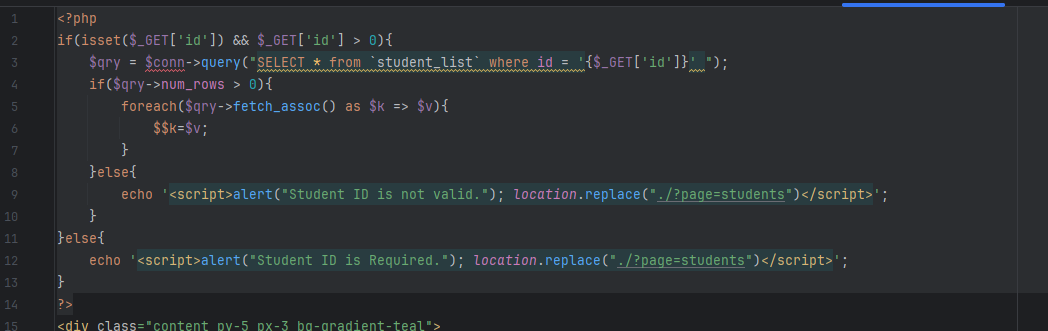 1 <?php
2 if(isset($_GET['id']) && $_GET['id'] > 0){
3     $qry = $conn->query("SELECT * from `student_list` where id = '{$_GET['id']}' ");
4     if($qry->num_rows > 0){
5         foreach($qry->fetch_assoc() as $k => $v){
6             $$k=$v;
7         }
8     }else{
9         echo '<script>alert("Student ID is not valid."); location.replace("./?page=students")</script>';
10     }
11 }else{
12     echo '<script>alert("Student ID is Required."); location.replace("./?page=students")</script>';
13 }
14 ?>
15 <div class="content py-5 px-3 bg-gradient-teal">